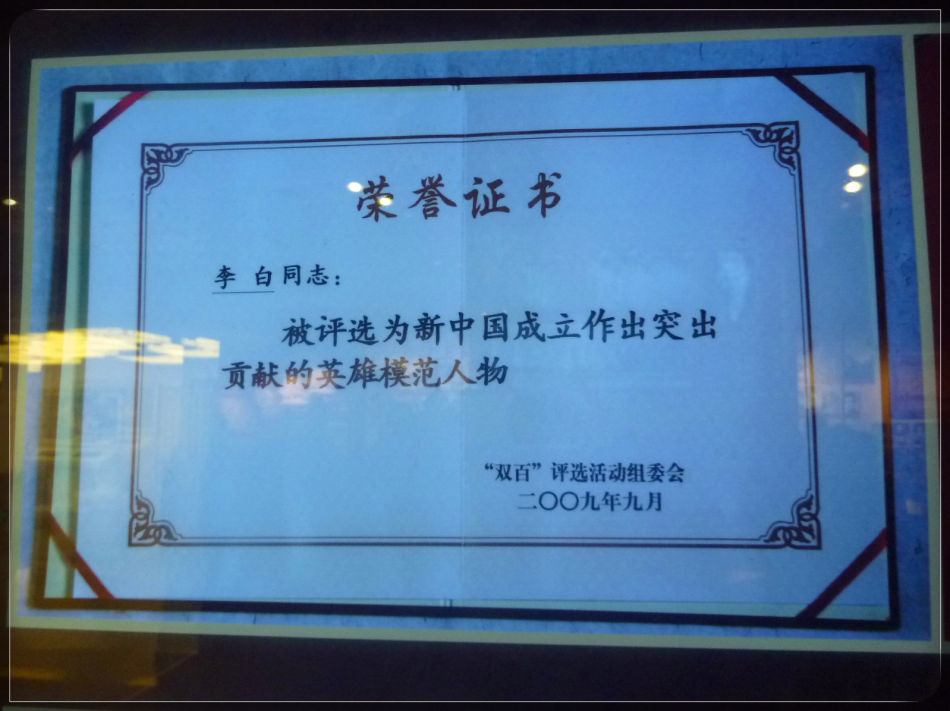 荣誉证书
李 白同志：
被评选为新中国成立作出突出
贡献的英雄模范人物
“双百”评选活动组委会
二〇〇九年九月